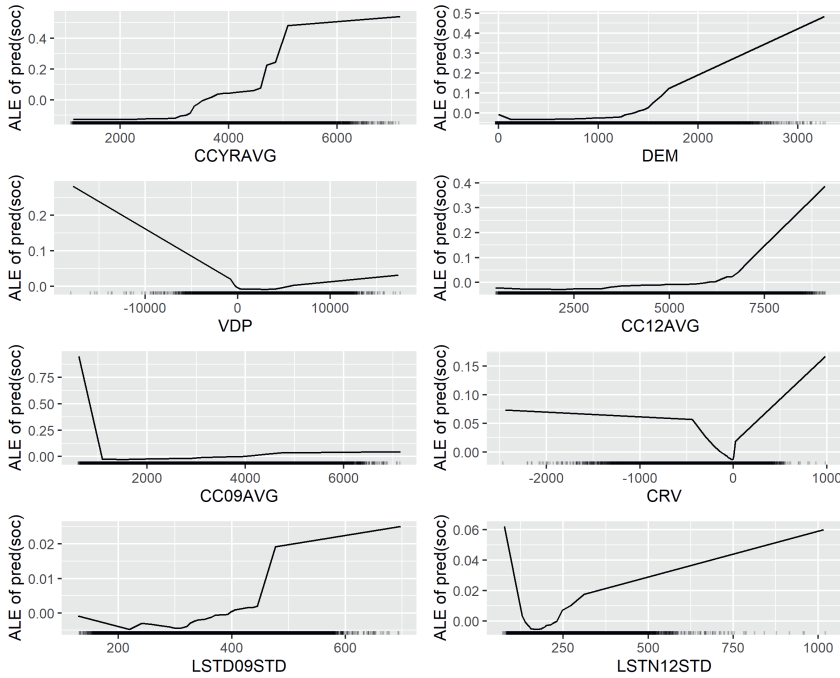 ALE of pred(soc)
0.4
0.2
0.0
2000 4000 6000
CCYRAVG
ALE of pred(soc)
0.5
0.4
0.3
0.2
0.1
0.0
0 1000 2000 3000
DEM
ALE of pred(soc)
0.2
0.1
0.0
-10000 0 10000
VDP
ALE of pred(soc)
0.4
0.3
0.2
0.1
0.0
2500 5000 7500
CC12AVG
ALE of pred(soc)
0.75
0.50
0.25
0.00
2000 4000 6000
CC09AVG
ALE of pred(soc)
0.15
0.10
0.05
0.00
-2000 -1000 0 1000
CRV
ALE of pred(soc)
0.02
0.01
0.00
200 400 600
LSTD09STD
ALE of pred(soc)
0.06
0.04
0.02
0.00
250 500 750 1000
LSTN12STD